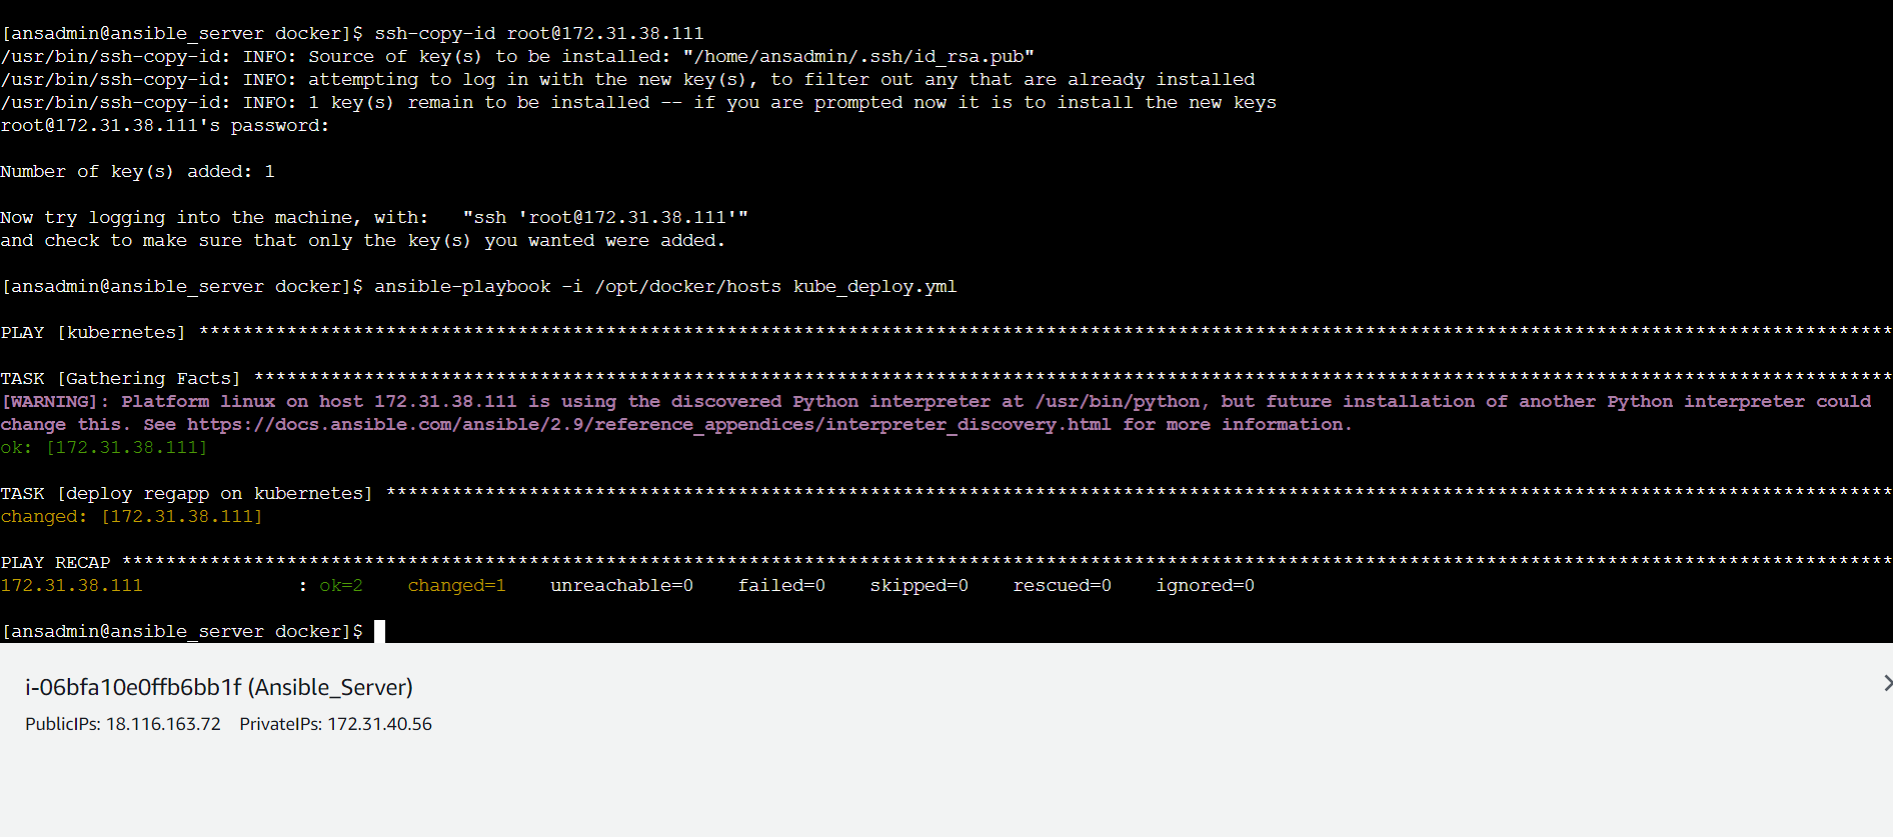 [ansadmin@ansible_server docker]$ ssh-copy-id root@172.31.38.111
/usr/bin/ssh-copy-id: INFO: Source of key(s) to be installed: "/home/ansadmin/.ssh/id_rsa.pub"
/usr/bin/ssh-copy-id: INFO: attempting to log in with the new key(s), to filter out any that are already installed
/usr/bin/ssh-copy-id: INFO: 1 key(s) remain to be installed -- if you are prompted now it is to install the new keys
root@172.31.38.111's password:
Number of key(s) added: 1
Now try logging into the machine, with:   "ssh 'root@172.31.38.111'"
and check to make sure that only the key(s) you wanted were added.
[ansadmin@ansible_server docker]$ ansible-playbook -i /opt/docker/hosts kube_deploy.yml
PLAY [kubernetes] **********************************************************************************************************************************************************
TASK [Gathering Facts] *****************************************************************************************************************************************************
[WARNING]: Platform linux on host 172.31.38.111 is using the discovered Python interpreter at /usr/bin/python, but future installation of another Python interpreter could
change this. See https://docs.ansible.com/ansible/2.9/reference_appendices/interpreter_discovery.html for more information.
ok: [172.31.38.111]
TASK [deploy regapp on kubernetes] *****************************************************************************************************************************************
changed: [172.31.38.111]
PLAY RECAP *****************************************************************************************************************************************************************
172.31.38.111              : ok=2    changed=1    unreachable=0    failed=0    skipped=0    rescued=0    ignored=0
[ansadmin@ansible_server docker]$
i-06bfa10e0ffb6bb1f (Ansible_Server)
PublicIPs: 18.116.163.72    PrivateIPs: 172.31.40.56